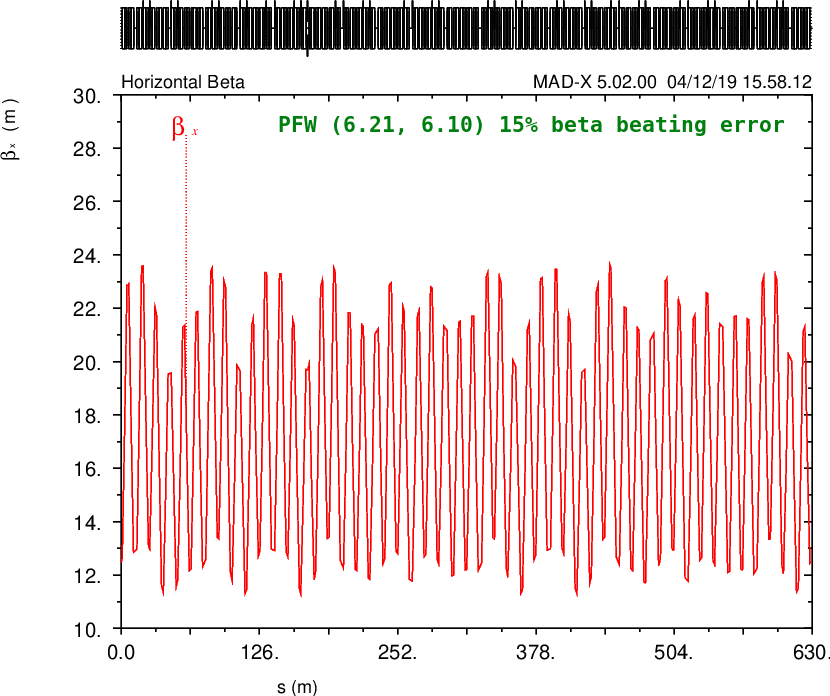 Horizontal Beta MAD-X 5.02.00 04/12/19 15.58.12
βx (m)
βx
PFW (6.21, 6.10) 15% beta beating error
30.
28.
26.
24.
22.
20.
18.
16.
14.
12.
10.
0.0 126. 252. 378. 504. 630.
s (m)